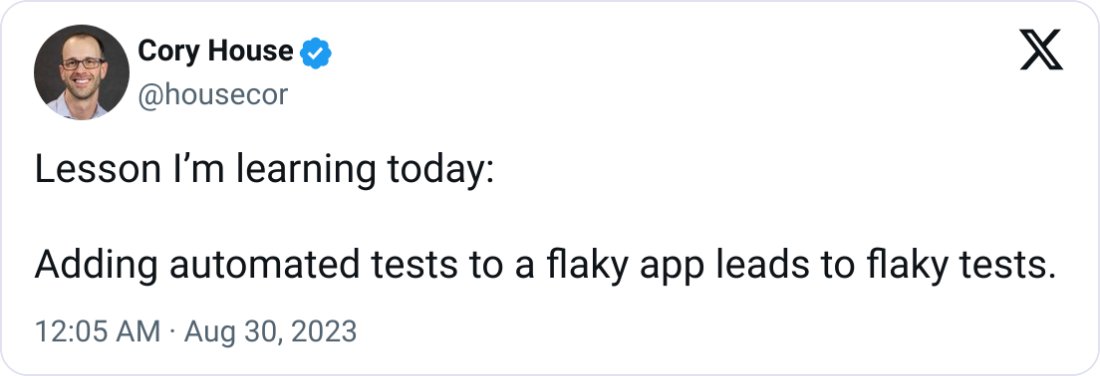 Cory House
@housecor
Lesson I’m learning today:
Adding automated tests to a flaky app leads to flaky tests.
12:05 AM · Aug 30, 2023